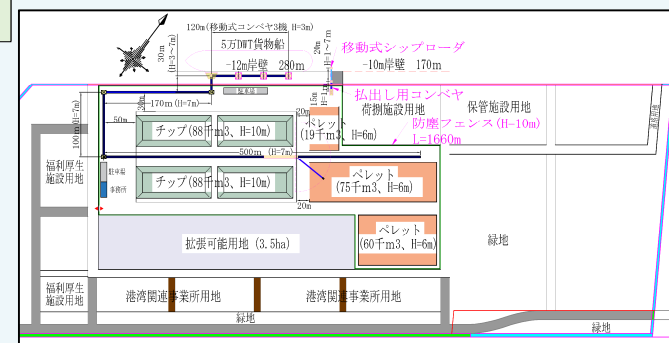 120m(移動式コンベヤ3機 H=3m)
30m
(H=3~7m)
5万DWT貨物船
-12m岸壁 280m
20m
(H=1~7m)
移動式シップローダ
-10m岸壁 170m
駐車場
15m
H=1m
払出し用コンベヤ
荷捌施設用地
保管施設用地
防塵フェンス(H=10m)
L=1660m
170m(H=7m)
100m(H=7m)
30m
50m
チップ(88千m3、H=10m)
20m
ペレット
(19千m3、H=6m)
500m (H=7m)
福利厚生
施設用地
駐車場
事務所
チップ(88千m3、H=10m)
ペレット
(75千m3、H=6m)
20m
拡張可能用地 (3.5ha)
ペレット
(60千m3、H=6m)
緑地
福利厚生
施設用地
港湾関連事業所用地
港湾関連事業所用地
緑地
緑地